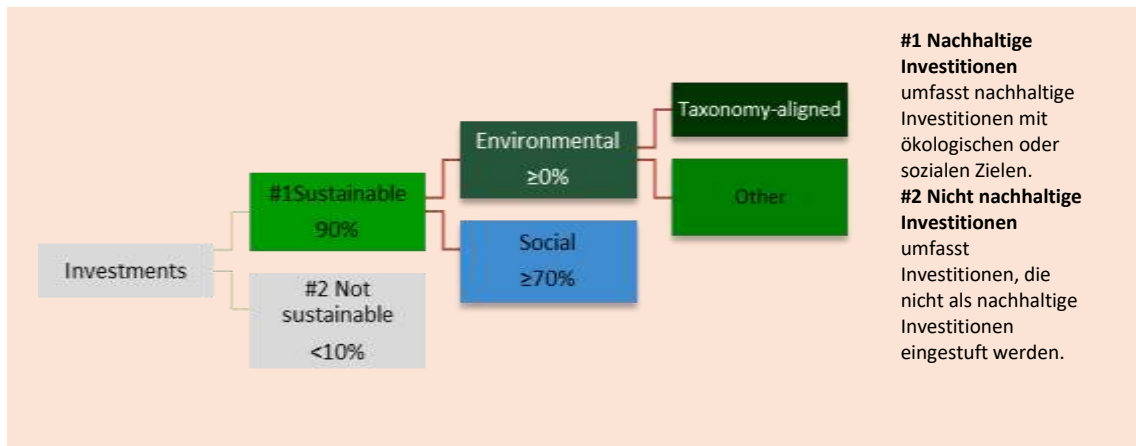 Investments
#1Sustainable
90%
#2 Not
sustainable
<10%
Environmental
≥0%
Social
≥70%
Taxonomy-aligned
Other
#1 Nachhaltige
Investitionen
umfasst nachhaltige
Investitionen mit
ökologischen oder
sozialen Zielen.
#2 Nicht nachhaltige
Investitionen
umfasst
Investitionen, die
nicht als nachhaltige
Investitionen
eingestuft werden.